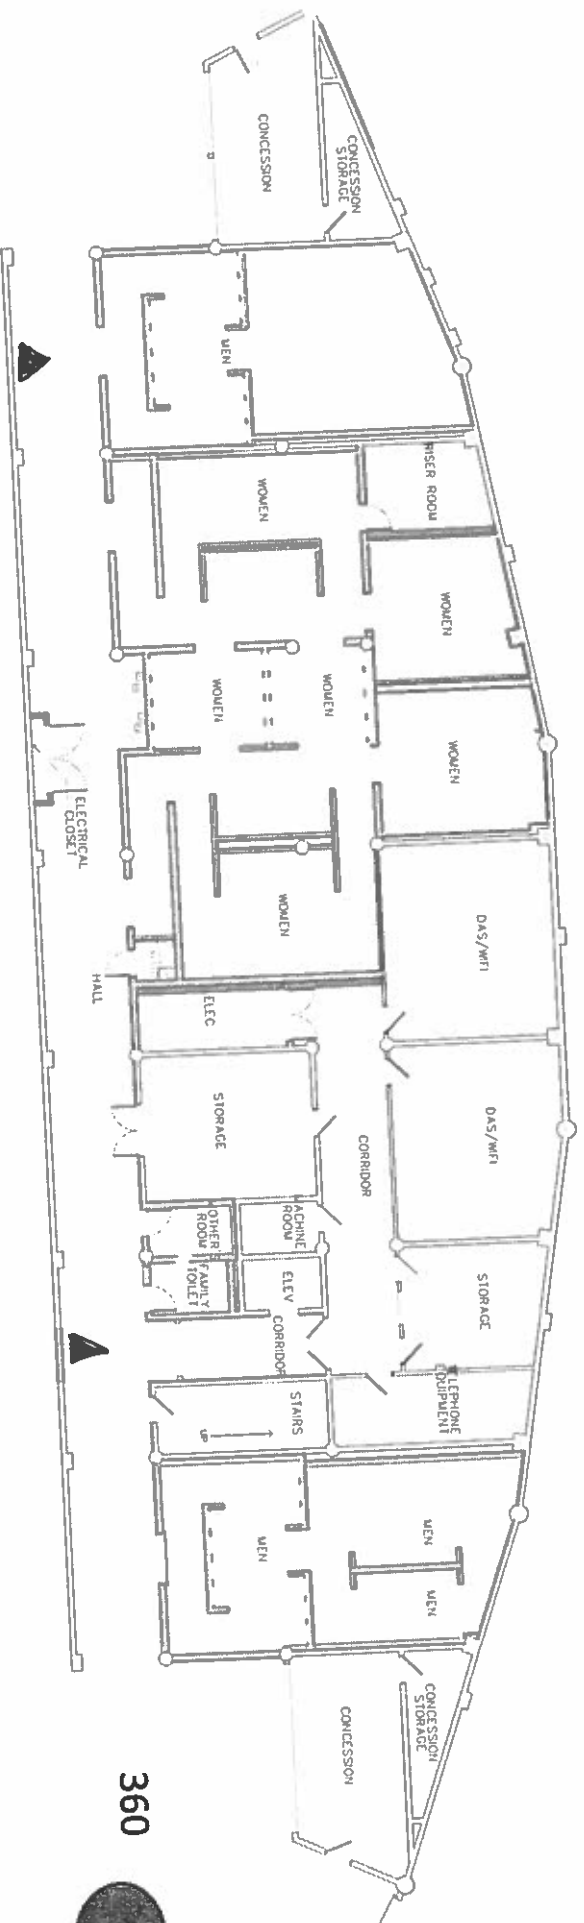 CONCESSION
STORAGE
CONCESSION
MEN
RISER ROOM
WOMEN
WOMEN
WOMEN
WOMEN
WOMEN
ELECTRICAL
CLOSET
WOMEN
DAS/WIFI
HALL
ELEC
STORAGE
DAS/WIFI
CORRIDOR
MACHINE
ROOM
OTHER
ROOM
FAMILY
TOILET
ELEV
STORAGE
CORRIDOR
STAIRS
UP
LEPHONE
QUIPMENT
MEN
MEN
MEN
CONCESSION
STORAGE
CONCESSION
360